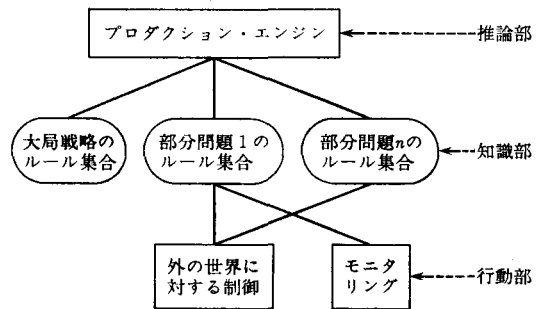 プロダクション・エンジン
推論部
大局戦略の
ルール集合
部分問題1の
ルール集合
部分問題nの
ルール集合
知識部
外の世界に
対する制御
モニタ
リング
行動部